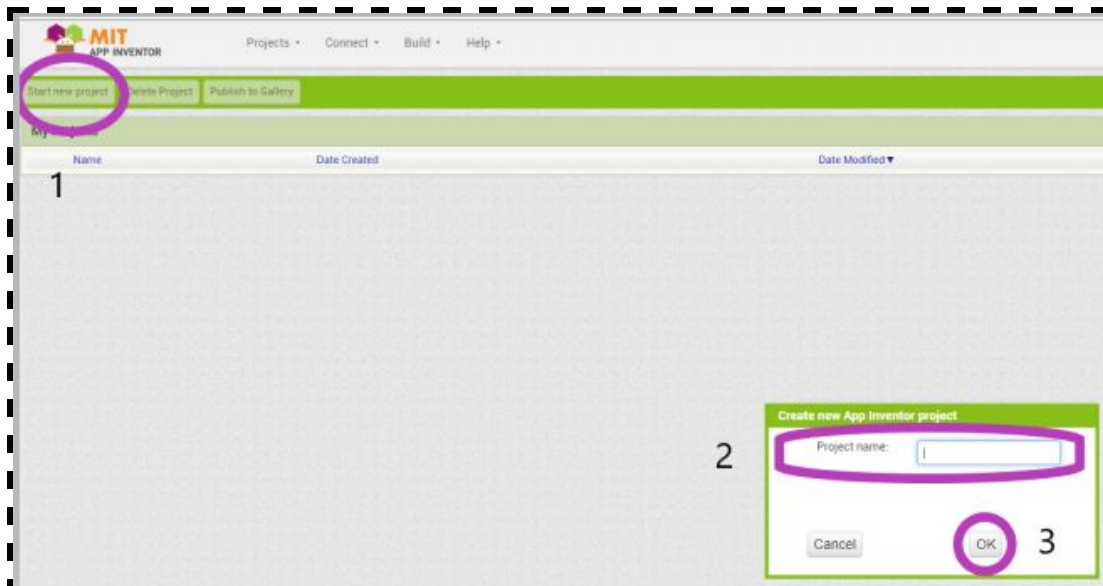 MIT
APP INVENTOR
Projects Connect Build Help
Start new project Delete Project Publish to Gallery
My
Name Date Created Date Modified ▼
1
Create new App Inventor project
2
Project name:
Cancel OK 3